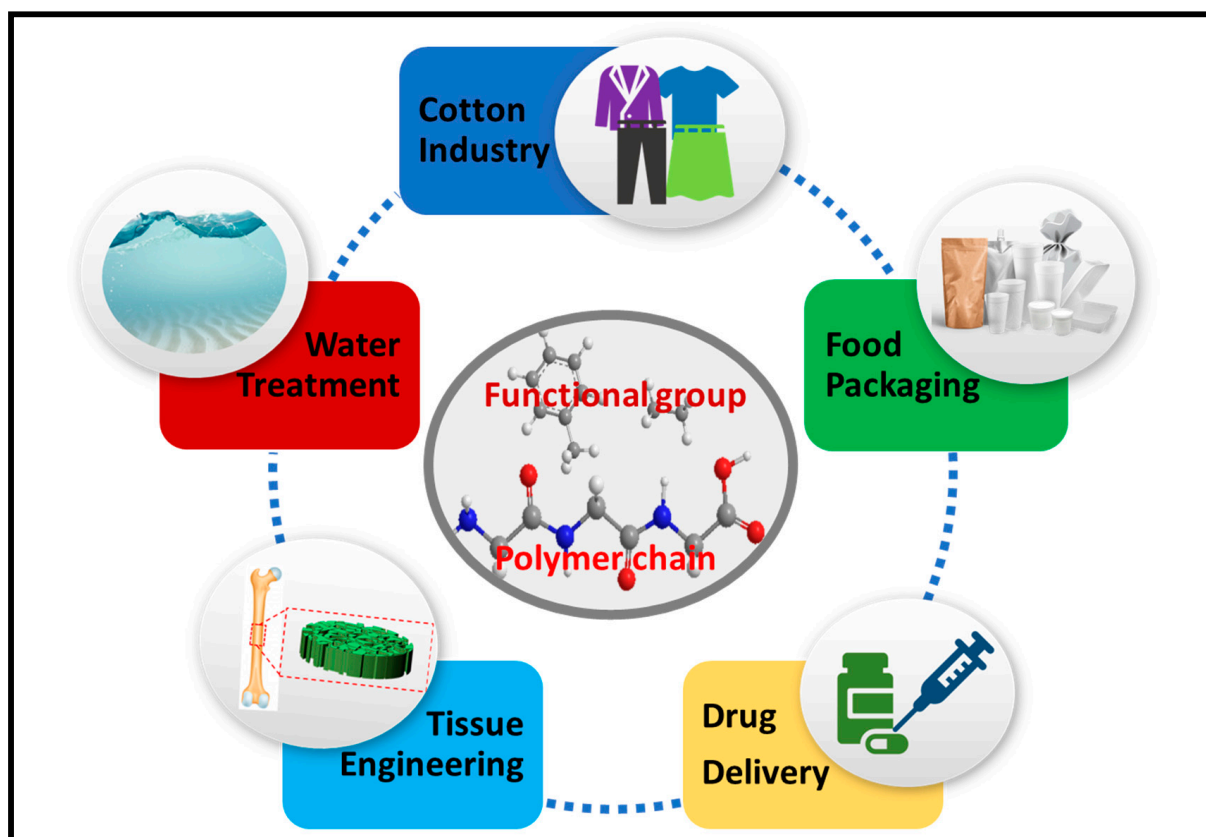 Cotton
Industry
Water
Treatment
Food
Packaging
Functional group
Polymer chain
Tissue
Engineering
Drug
Delivery